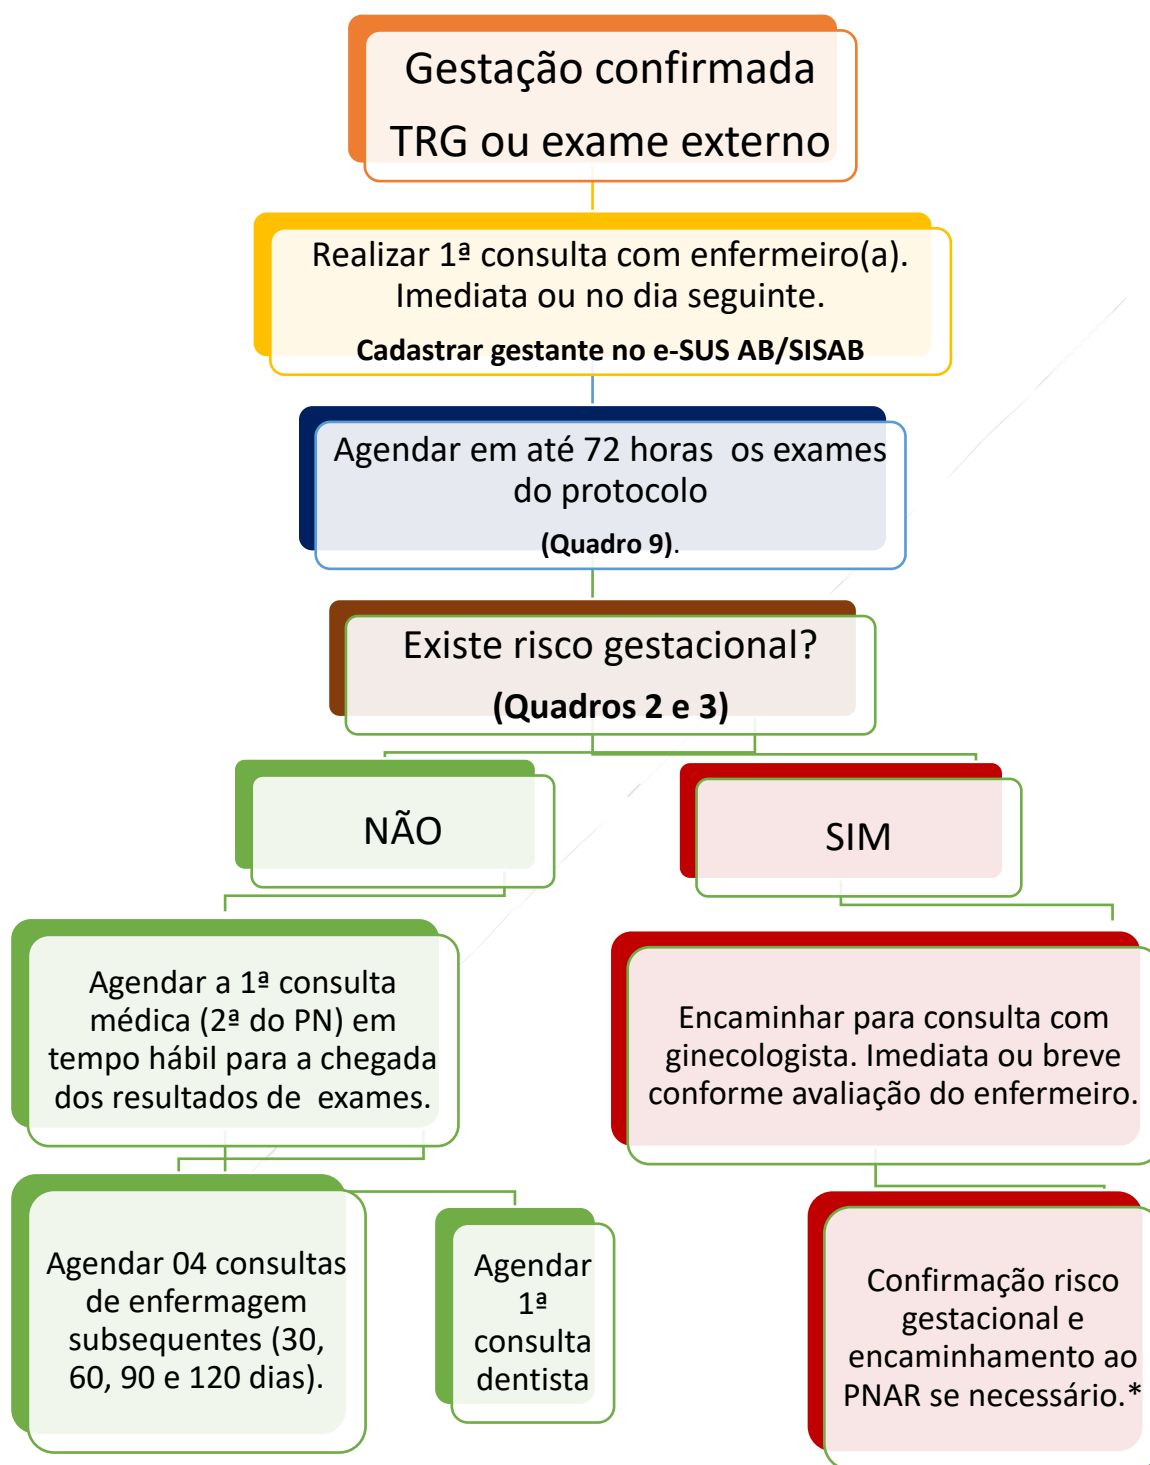 Gestação confirmada
TRG ou exame externo
Realizar 1ª consulta com enfermeiro(a).
Imediata ou no dia seguinte.
Cadastrar gestante no e-SUS AB/SISAB
Agendar em até 72 horas os exames
do protocolo
(Quadro 9).
Existe risco gestacional?
(Quadros 2 e 3)
NÃO
SIM
Agendar a 1ª consulta
médica (2ª do PN) em
tempo hábil para a chegada
dos resultados de exames.
Encaminhar para consulta com
ginecologista. Imediata ou breve
conforme avaliação do enfermeiro.
Agendar 04 consultas
de enfermagem
subsequentes (30,
60, 90 e 120 dias).
Agendar
1ª
consulta
dentista
Confirmação risco
gestacional e
encaminhamento ao
PNAR se necessário.*